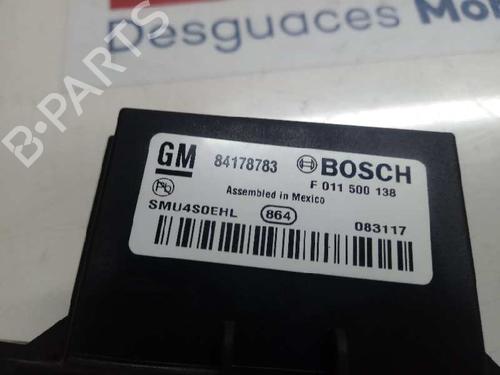 Desguaces Mo
GM 84178783 BOSCH
F 011 500 138
Assembled in Mexico
SMU4S0EHL 864 083117
B-PARTS